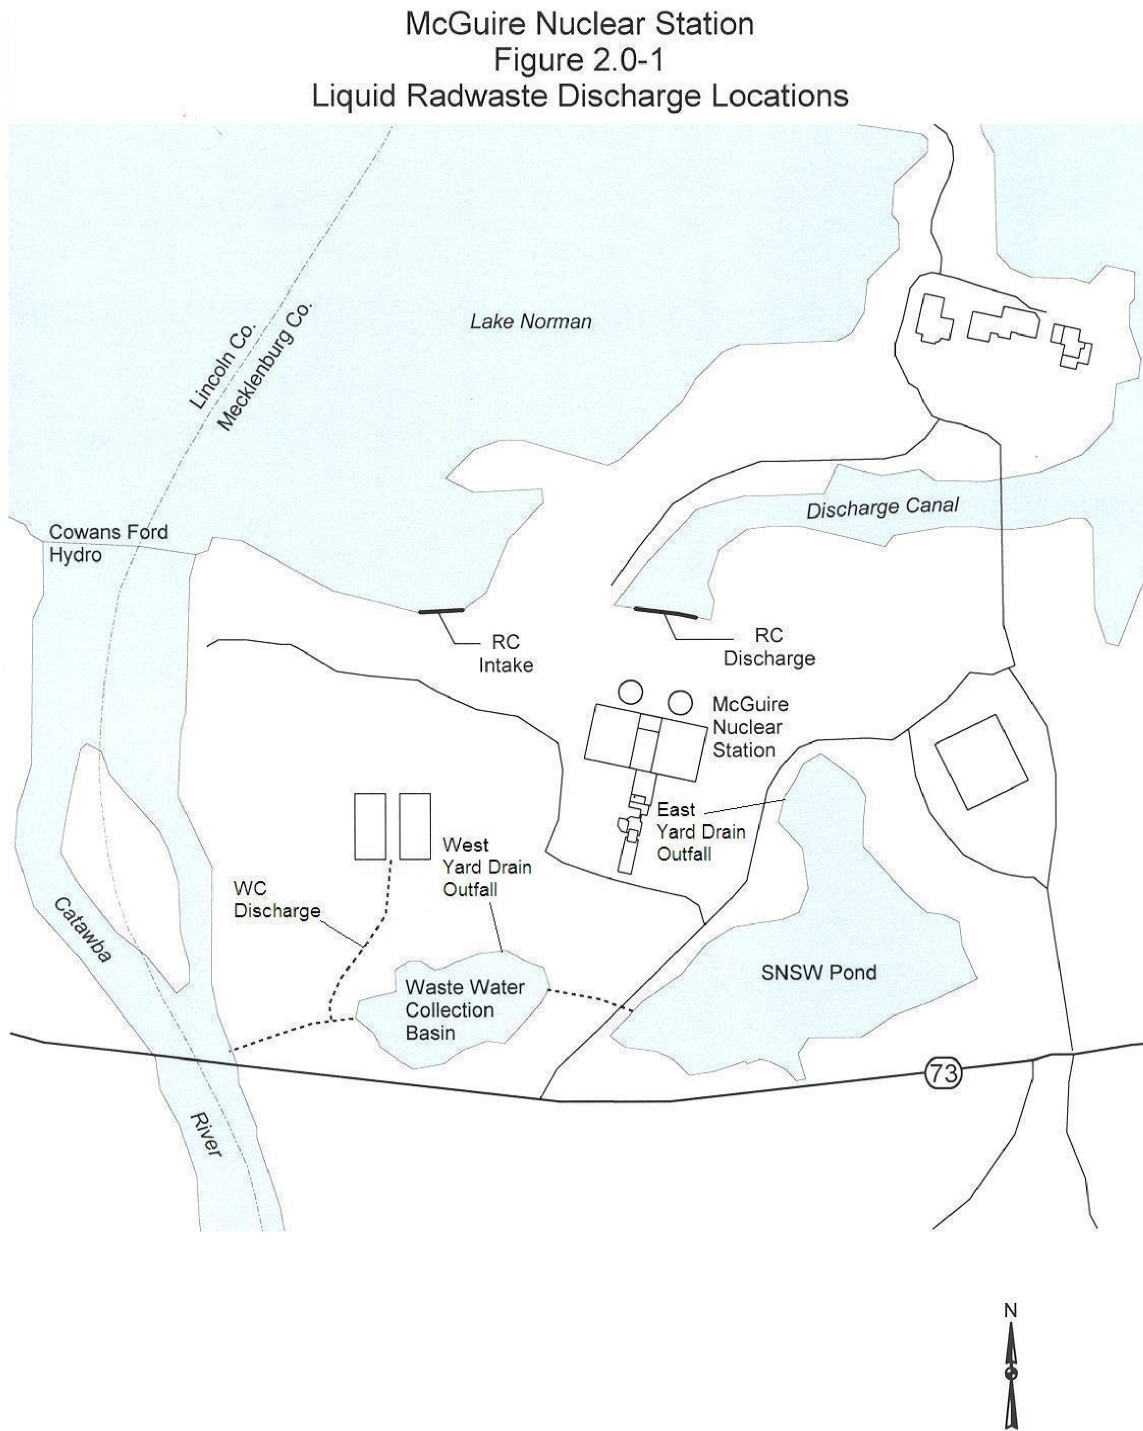 McGuire Nuclear Station
Figure 2.0-1
Liquid Radwaste Discharge Locations
Lake Norman
Lincoln Co.
Mecklenburg Co.
Discharge Canal
Cowans Ford
Hydro
RC
Intake
RC
Discharge
McGuire
Nuclear
Station
East
Yard Drain
Outfall
West
Yard Drain
Outfall
WC
Discharge
Catawba
Waste Water
Collection
Basin
SNSW Pond
73
River
N